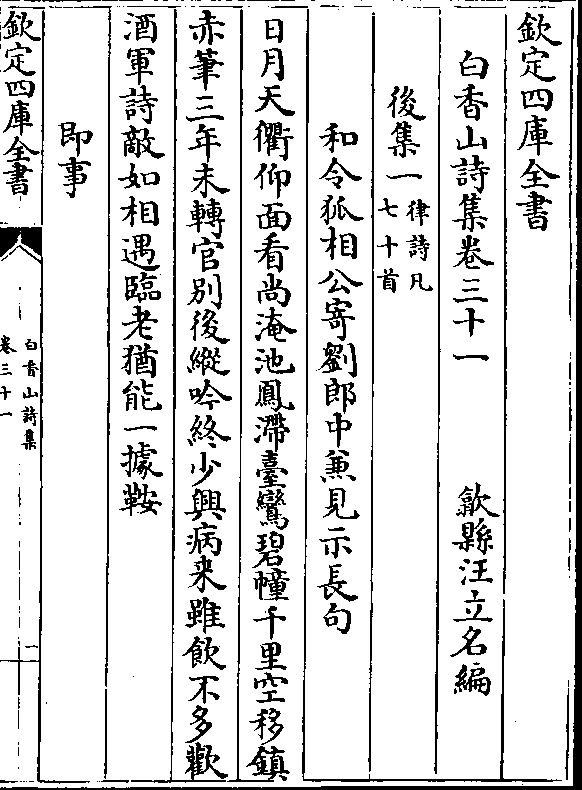 欽定四庫全書
白香山詩集卷三十一 歙縣汪立名編
後集一 律詩凡七十首
和令狐相公寄劉郎中兼見示長句
日月天衢仰面看尚淹池鳳滯臺鸞碧幢千里空移鎮
赤筆三年未轉官別後縱吟終少興病来雖飲不多歡
酒軍詩敵如相遇臨老猶能一據鞍
即事
欽定四庫全書
白香山詩集
卷三十一
一